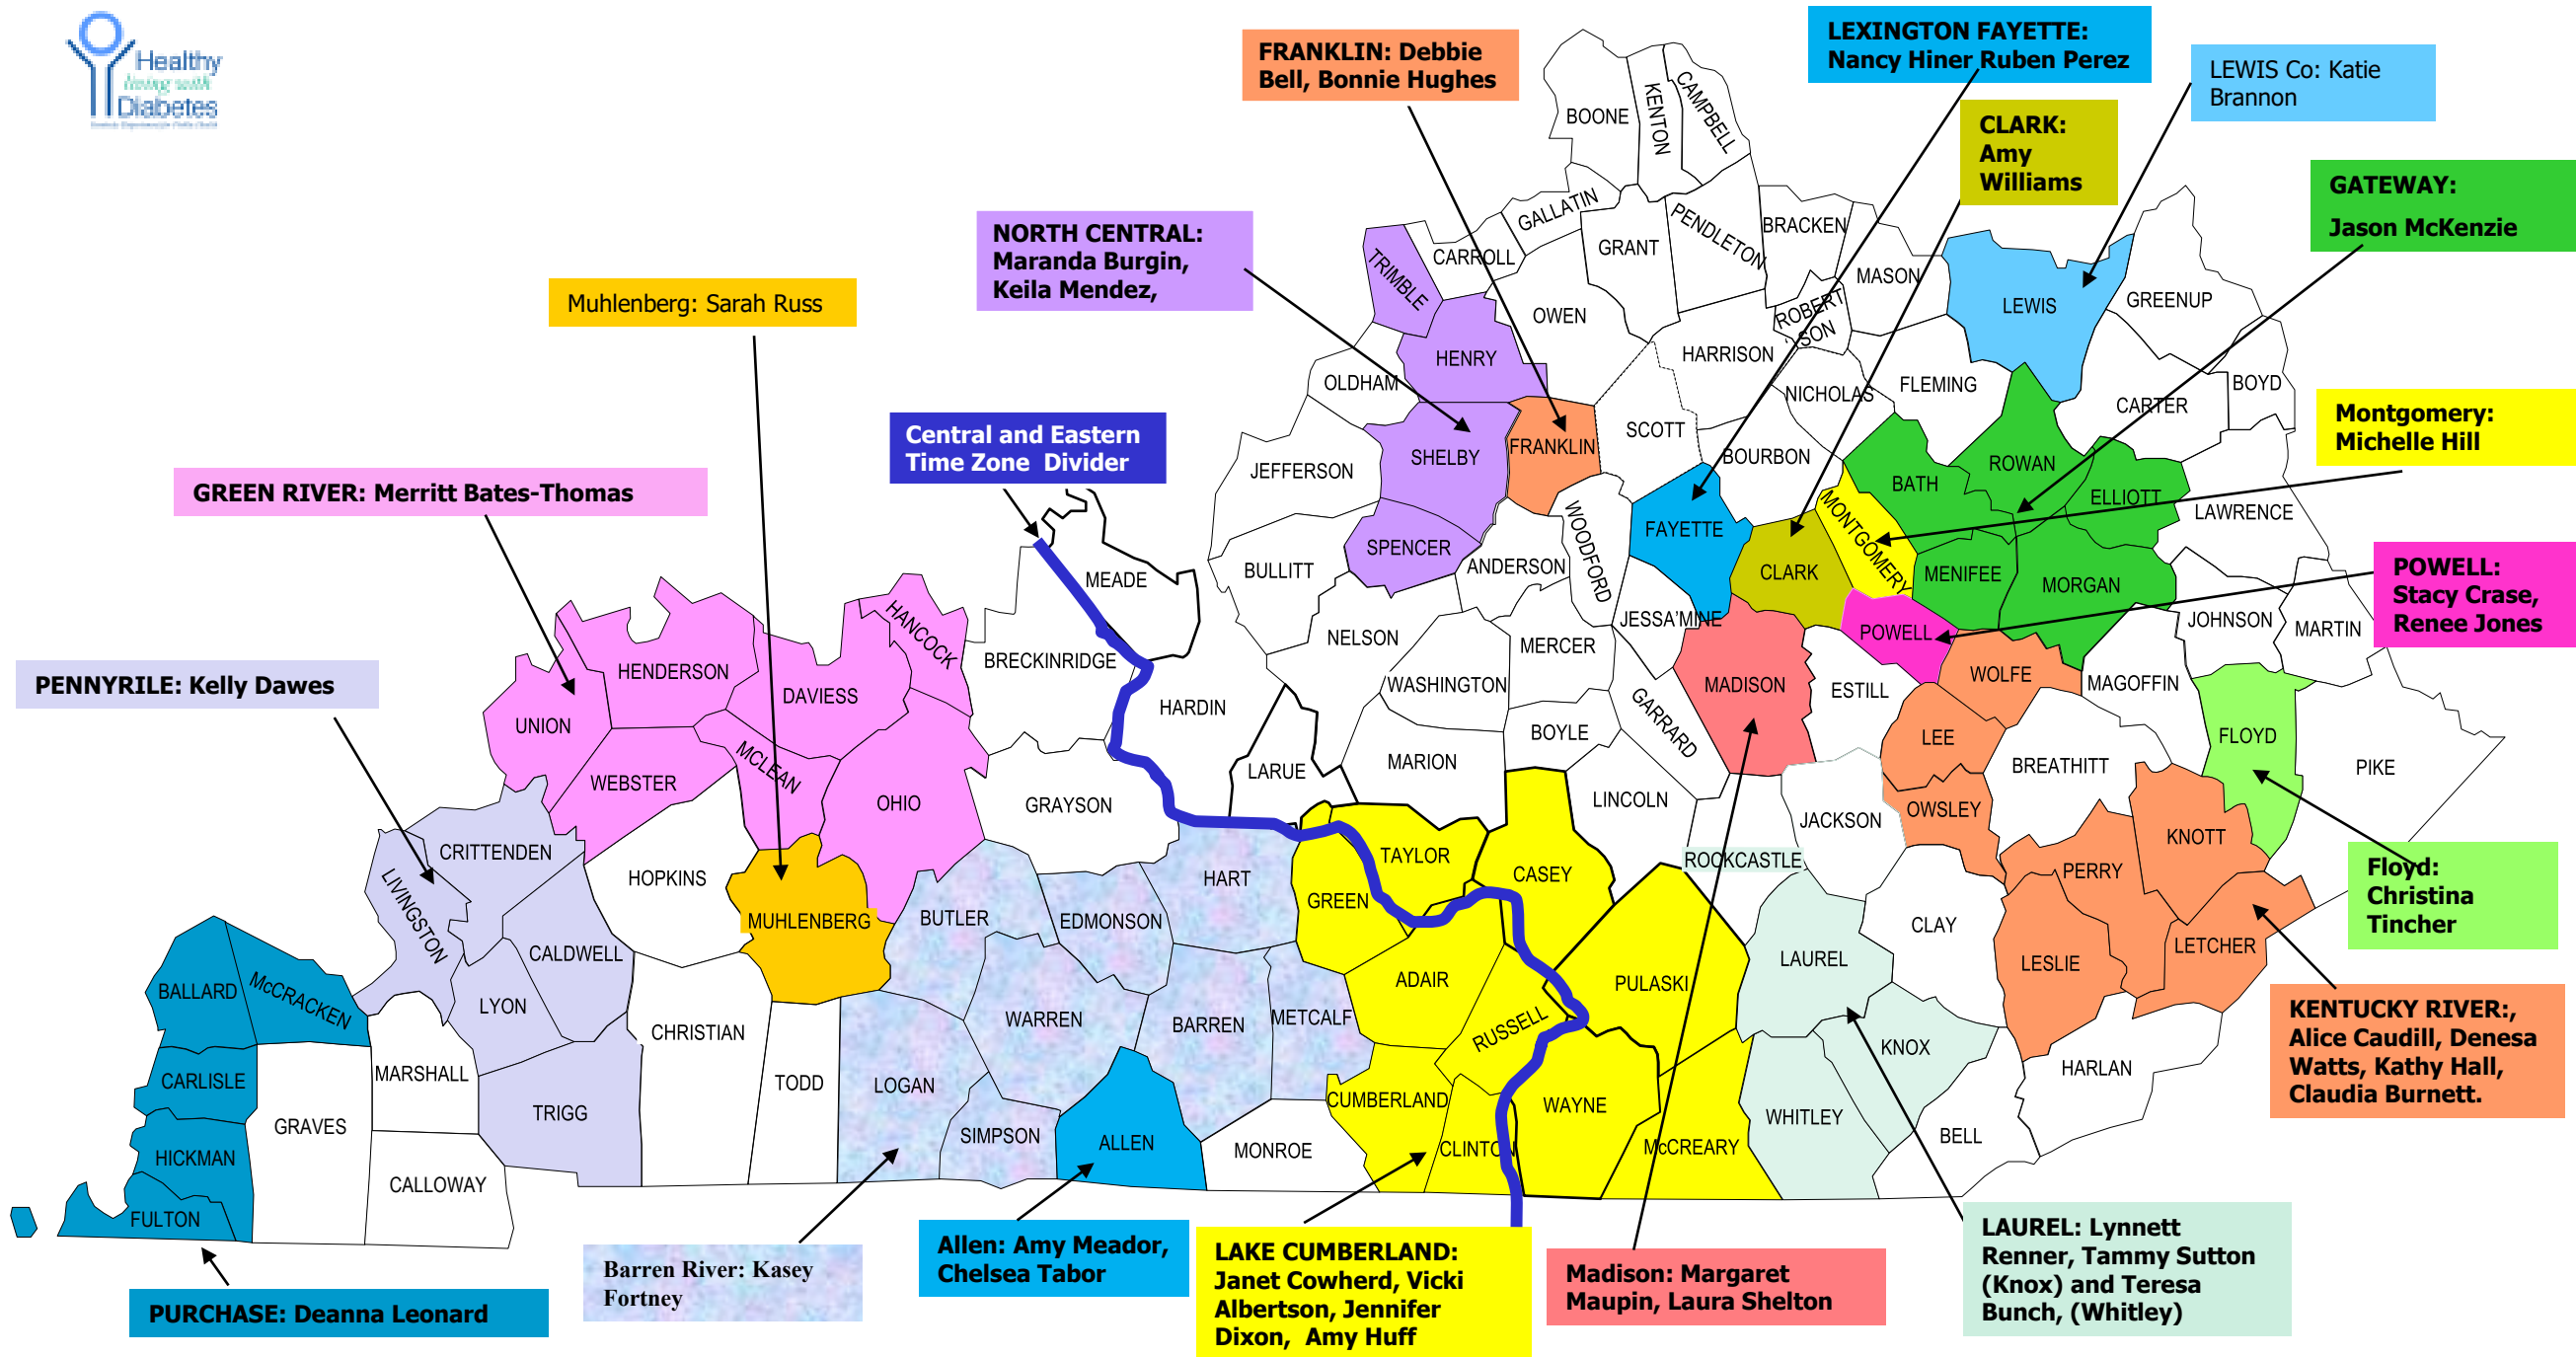 Healthy
living with
Diabetes
FRANKLIN: Debbie
Bell, Bonnie Hughes
LEXINGTON FAYETTE:
Nancy Hiner Ruben Perez
LEWIS Co: Katie
Brannon
CLARK:
Amy
Williams
GATEWAY:
Jason McKenzie
NORTH CENTRAL:
Maranda Burgin,
Keila Mendez,
Muhlenberg: Sarah Russ
Central and Eastern
Time Zone Divider
Montgomery:
Michelle Hill
GREEN RIVER: Merritt Bates-Thomas
POWELL:
Stacy Crase,
Renee Jones
PENNYRILE: Kelly Dawes
Floyd:
Christina
Tincher
KENTUCKY RIVER:,
Alice Caudill, Denesa
Watts, Kathy Hall,
Claudia Burnett.
PURCHASE: Deanna Leonard
Barren River: Kasey
Fortney
Allen: Amy Meador,
Chelsea Tabor
LAKE CUMBERLAND:
Janet Cowherd, Vicki
Albertson, Jennifer
Dixon, Amy Huff
Madison: Margaret
Maupin, Laura Shelton
LAUREL: Lynnett
Renner, Tammy Sutton
(Knox) and Teresa
Bunch, (Whitley)
BOONE
KENTON
CAMPBELL
GALLATIN
CARROLL
GRANT
PENDLETON
BRACKEN
MASON
TRIMBLE
OWEN
ROBERT
SON
LEWIS
GREENUP
HENRY
HARRISON
OLDHAM
NICHOLAS
FLEMING
BOYD
CARTER
SCOTT
SHELBY
FRANKLIN
JEFFERSON
BOURBON
BATH
ROWAN
ELLIOTT
LAWRENCE
SPENCER
WOODFORD
FAYETTE
MONTGOMERY
ANDERSON
BULLITT
MEADE
CLARK
MENIFEE
MORGAN
JESSA'MINE
JOHNSON
MARTIN
HANCOCK
NELSON
MERCER
POWELL
BRECKINRIDGE
HENDERSON
DAVIESS
WASHINGTON
MADISON
ESTILL
WOLFE
MAGOFFIN
HARDIN
UNION
BOYLE
GARRARD
LEE
FLOYD
PIKE
WEBSTER
MCLEAN
OHIO
GRAYSON
LARUE
MARION
LINCOLN
BREATHITT
JACKSON
OWSLEY
KNOTT
CRITTENDEN
HOPKINS
TAYLOR
CASEY
ROCKCASTLE
PERRY
HART
LIVINGSTON
MUHLENBERG
BUTLER
EDMONSON
GREEN
CLAY
LETCHER
CALDWELL
LAUREL
LESLIE
BALLARD
McCRACKEN
LYON
ADAIR
PULASKI
CHRISTIAN
WARREN
BARREN
METCALF
RUSSELL
KNOX
HARLAN
CARLISLE
MARSHALL
TODD
LOGAN
CUMBERLAND
WAYNE
WHITLEY
GRAVES
TRIGG
HICKMAN
SIMPSON
ALLEN
MONROE
CLINTON
McCREARY
BELL
CALLOWAY
FULTON